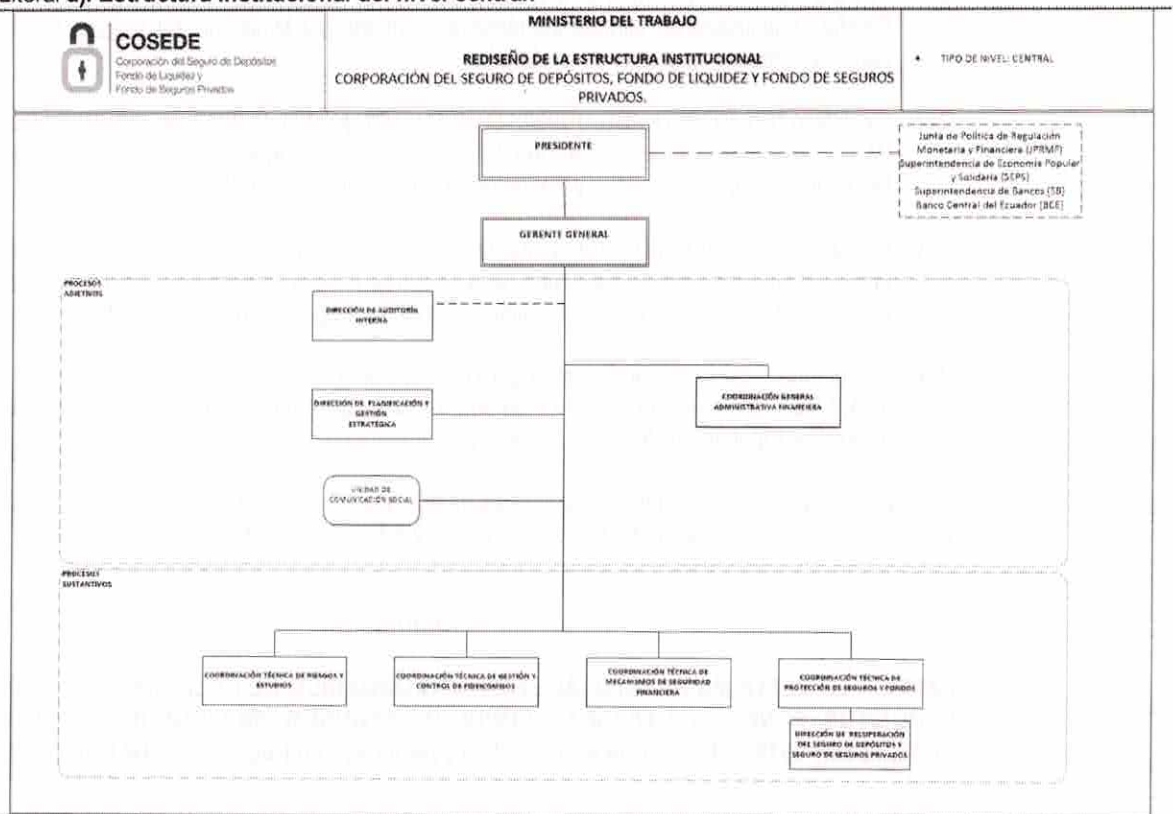 Estructura institucional del nivel central.
COSEDE
Corporación del Seguro de Depósitos
Fondo de Liquidez y
Fondo de Seguros Privados
MINISTERIO DEL TRABAJO
REDISEÑO DE LA ESTRUCTURA INSTITUCIONAL
CORPORACIÓN DEL SEGURO DE DEPÓSITOS, FONDO DE LIQUIDEZ Y FONDO DE SEGUROS
PRIVADOS.
• TIPO DE NIVEL: CENTRAL
PRESIDENTE
Junta de Política de Regulación
Monetaria y Financiera (JPRMF)
Superintendencia de Economía Popular
y Solidaria (SEPS)
Superintendencia de Bancos (SB)
Banco Central del Ecuador (BCE)
GERENTE GENERAL
PROCESOS
ADJETIVOS
DIRECCIÓN DE AUDITORÍA
INTERNA
COORDINACIÓN GENERAL
ADMINISTRATIVA FINANCIERA
DIRECCIÓN DE PLANIFICACIÓN Y
GESTIÓN
ESTRATÉGICA
UNIDAD DE
COMUNICACIÓN SOCIAL
PROCESOS
SUSTANTIVOS
COORDINACIÓN TÉCNICA DE RIESGOS Y
ESTUDIOS
COORDINACIÓN TÉCNICA DE GESTIÓN Y
CONTROL DE FIDEICOMISOS
COORDINACIÓN TÉCNICA DE
MECANISMOS DE SEGURIDAD
FINANCIERA
COORDINACIÓN TÉCNICA DE
PROTECCIÓN DE SEGUROS Y FONDOS
DIRECCIÓN DE RECUPERACIÓN
DEL SEGURO DE DEPÓSITOS Y
SEGURO DE SEGUROS PRIVADOS